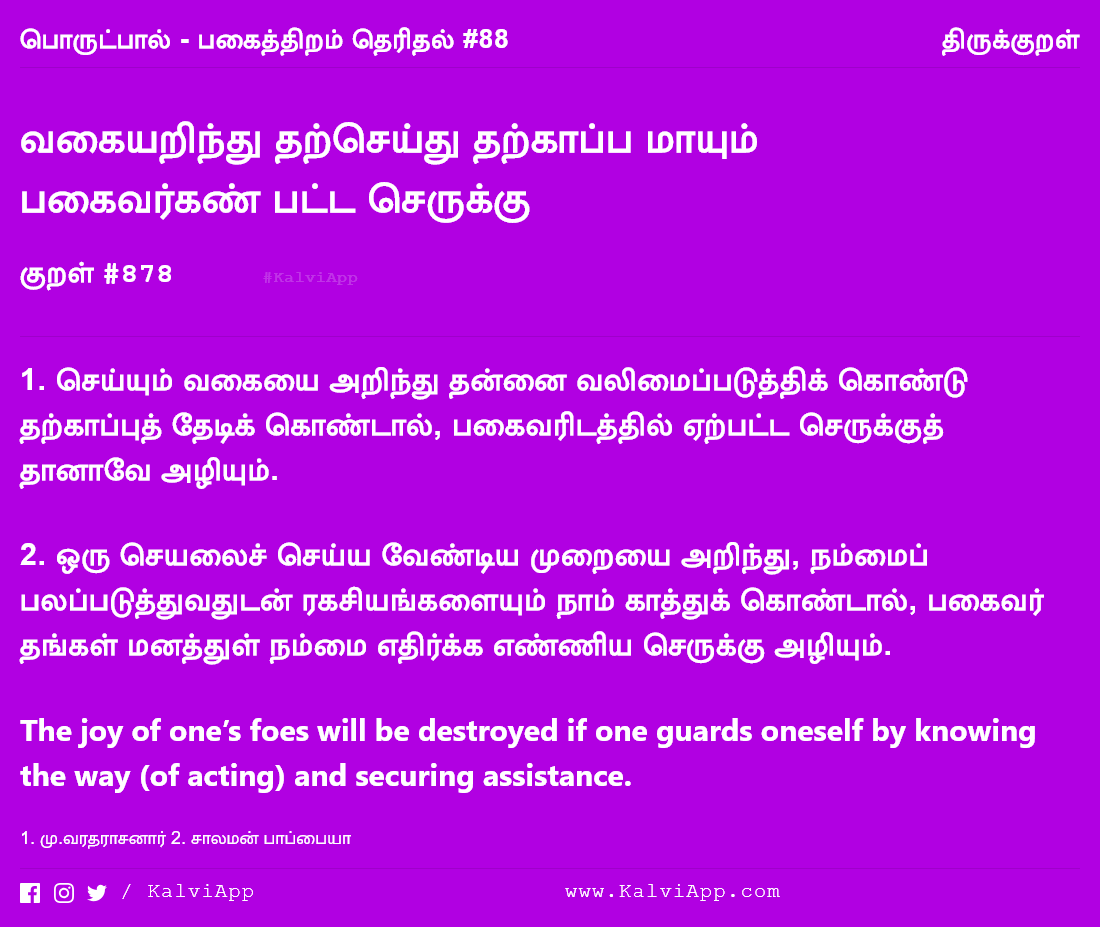 பொருட்பால் - பகைத்திறம் தெரிதல் #88 திருக்குறள்
வகையறிந்து தற்செய்து தற்காப்ப மாயும்
பகைவர்கண் பட்ட செருக்கு
குறள் #878 #KalviApp
1. செய்யும் வகையை அறிந்து தன்னை வலிமைப்படுத்திக் கொண்டு
தற்காப்புத் தேடிக் கொண்டால், பகைவரிடத்தில் ஏற்பட்ட செருக்குத்
தானாவே அழியும்.
2. ஒரு செயலைச் செய்ய வேண்டிய முறையை அறிந்து, நம்மைப்
பலப்படுத்துவதுடன் ரகசியங்களையும் நாம் காத்துக் கொண்டால், பகைவர்
தங்கள் மனத்துள் நம்மை எதிர்க்க எண்ணிய செருக்கு அழியும்.
The joy of one’s foes will be destroyed if one guards oneself by knowing
the way (of acting) and securing assistance.
1. மு.வரதராசனார் 2. சாலமன் பாப்பையா
/ KalviApp www.KalviApp.com